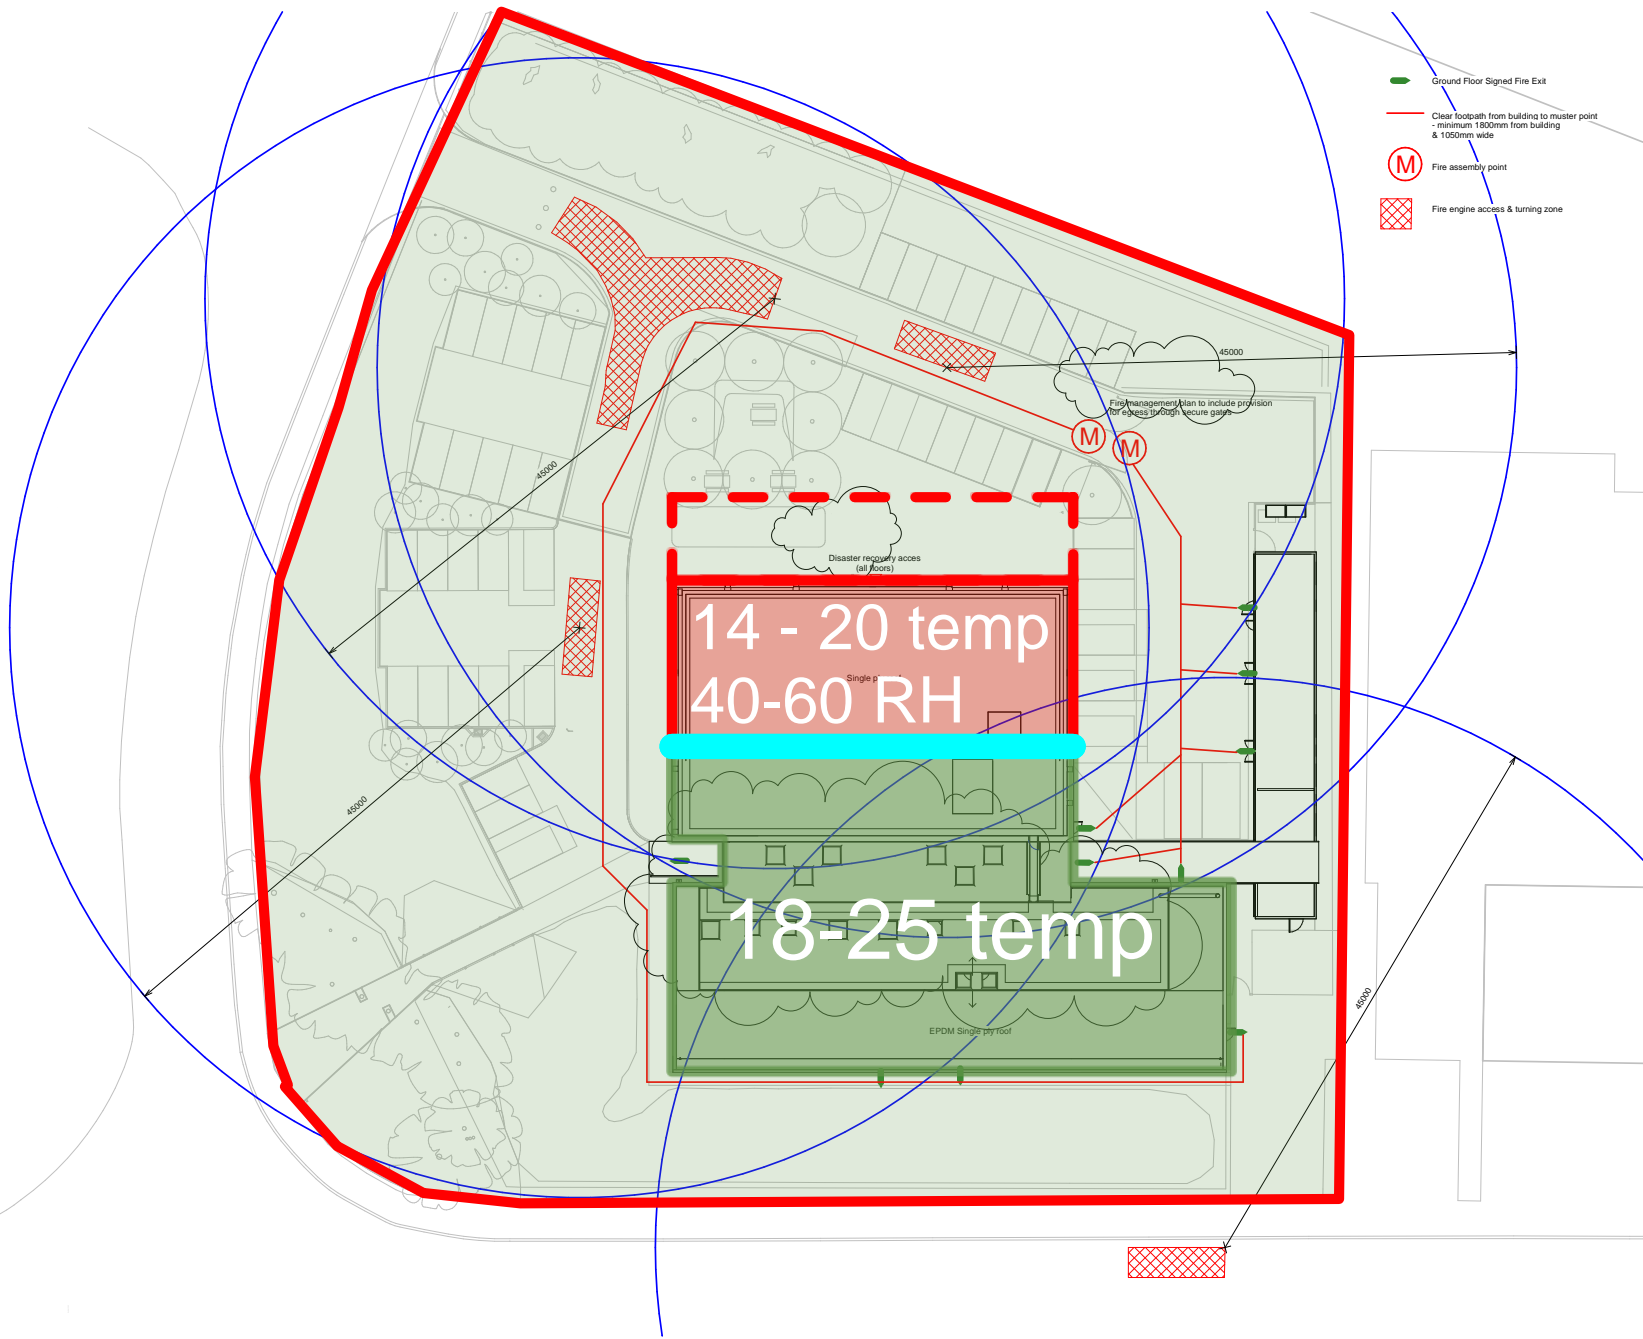 Ground Floor Signed Fire Exit
Clear footpath from building to muster point
- minimum 1800mm from building
& 1050mm wide
M
Fire assembly point
Fire engine access & turning zone
45000
Fire management plan to include provision
for egress through secure gates
M
M
45000
Disaster recovery acces
(all floors)
14 - 20 temp
Single
40-60 RH
45000
18-25 temp
45000
EPDM Single ply roof